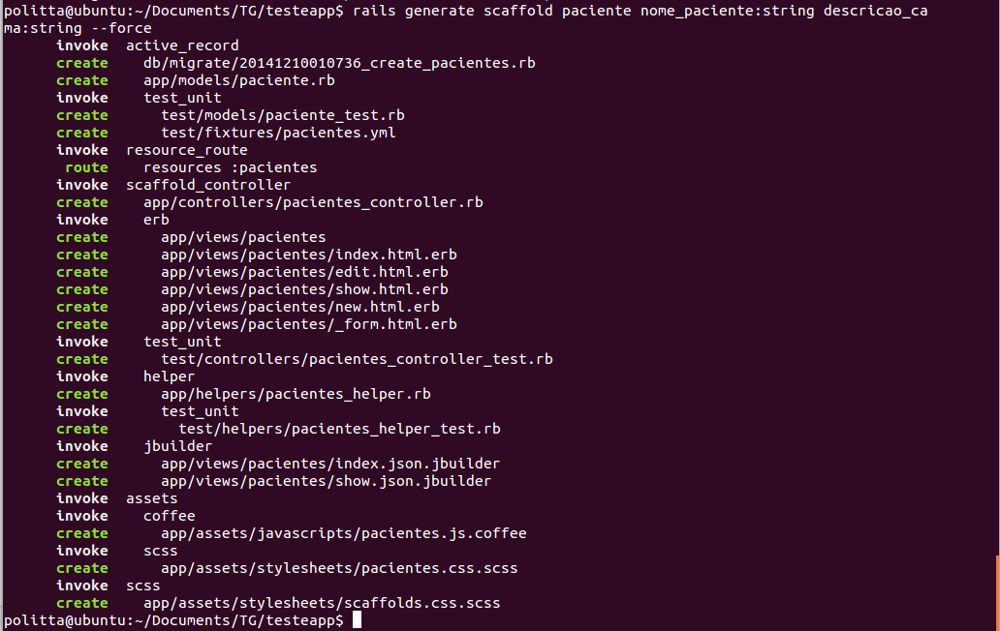 politta@ubuntu:~/Documents/TG/testeapp$ rails generate scaffold paciente nome_paciente:string descricao_ca
ma:string --force
invoke active_record
create db/migrate/20141210010736_create_pacientes.rb
create app/models/paciente.rb
invoke test_unit
create test/models/paciente_test.rb
create test/fixtures/pacientes.yml
invoke resource_route
route resources :pacientes
invoke scaffold_controller
create app/controllers/pacientes_controller.rb
invoke erb
create app/views/pacientes
create app/views/pacientes/index.html.erb
create app/views/pacientes/edit.html.erb
create app/views/pacientes/show.html.erb
create app/views/pacientes/new.html.erb
create app/views/pacientes/_form.html.erb
invoke test_unit
create test/controllers/pacientes_controller_test.rb
invoke helper
create app/helpers/pacientes_helper.rb
invoke test_unit
create test/helpers/pacientes_helper_test.rb
invoke jbuilder
create app/views/pacientes/index.json.jbuilder
create app/views/pacientes/show.json.jbuilder
invoke assets
invoke coffee
create app/assets/javascripts/pacientes.js.coffee
invoke scss
create app/assets/stylesheets/pacientes.css.scss
invoke scss
create app/assets/stylesheets/scaffolds.css.scss
politta@ubuntu:~/Documents/TG/testeapp$